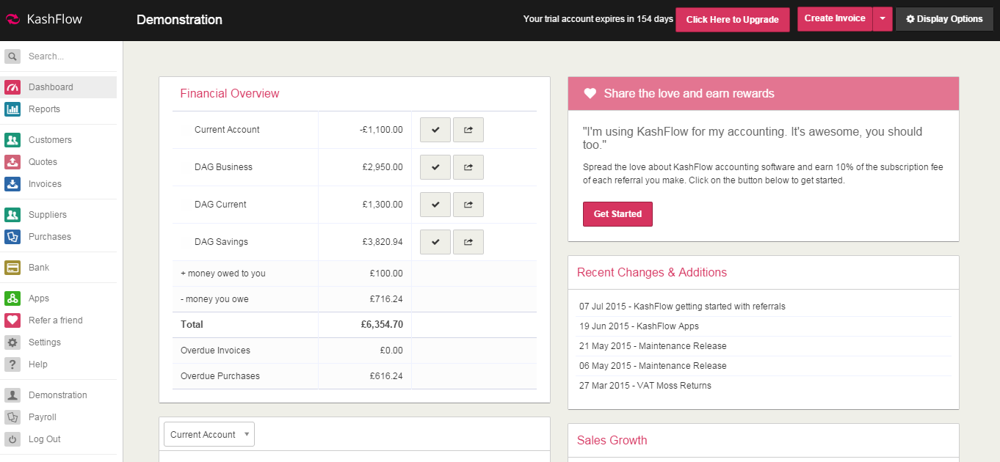 KashFlow
Demonstration
Your trial account expires in 154 days
Click Here to Upgrade
Create Invoice
Display Options
Search...
Dashboard
Reports
Customers
Quotes
Invoices
Suppliers
Purchases
Bank
Apps
Refer a friend
Settings
Help
Demonstration
Payroll
Log Out
Financial Overview
Current Account -£1,100.00
DAG Business £2,950.00
DAG Current £1,300.00
DAG Savings £3,820.94
+ money owed to you £100.00
- money you owe £716.24
Total £6,354.70
Overdue Invoices £0.00
Overdue Purchases £616.24
Current Account
Share the love and earn rewards
"I'm using KashFlow for my accounting. It's awesome, you should
too."
Spread the love about KashFlow accounting software and earn 10% of the subscription fee
of each referral you make. Click on the button below to get started.
Get Started
Recent Changes & Additions
07 Jul 2015 - KashFlow getting started with referrals
19 Jun 2015 - KashFlow Apps
21 May 2015 - Maintenance Release
06 May 2015 - Maintenance Release
27 Mar 2015 - VAT Moss Returns
Sales Growth